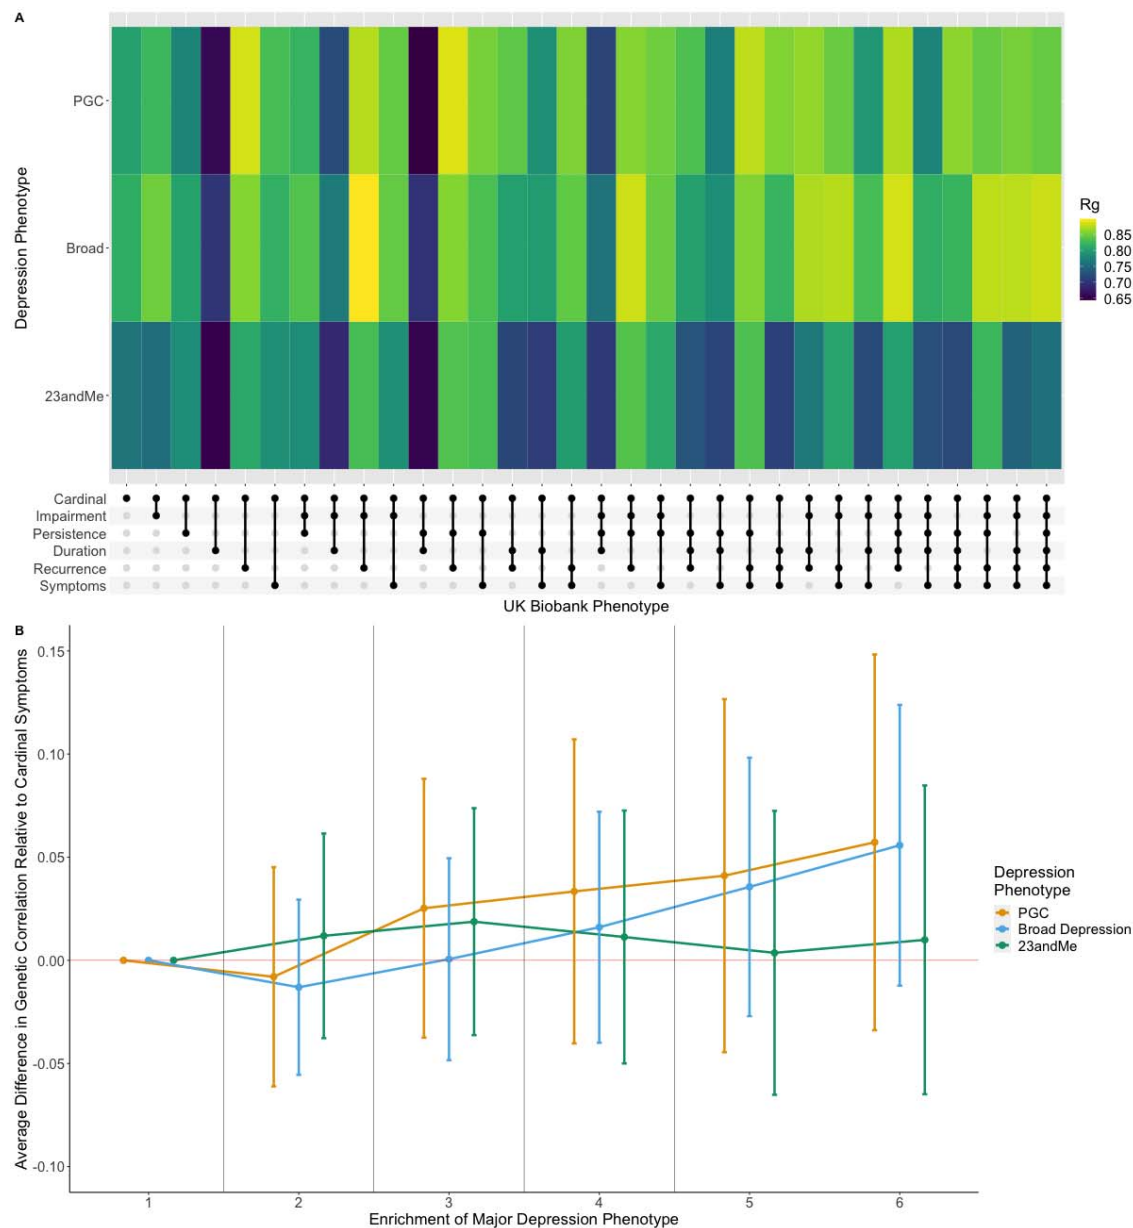 A
PGC
Broad
23andMe
Depression Phenotype
Rg
0.85
0.80
0.75
0.70
0.65
Cardinal
Impairment
Persistence
Duration
Recurrence
Symptoms
UK Biobank Phenotype
B
Average Difference in Genetic Correlation Relative to Cardinal Symptoms
0.15
0.10
0.05
0.00
-0.05
-0.10
1 2 3 4 5 6
Enrichment of Major Depression Phenotype
Depression
Phenotype
PGC
Broad Depression
23andMe